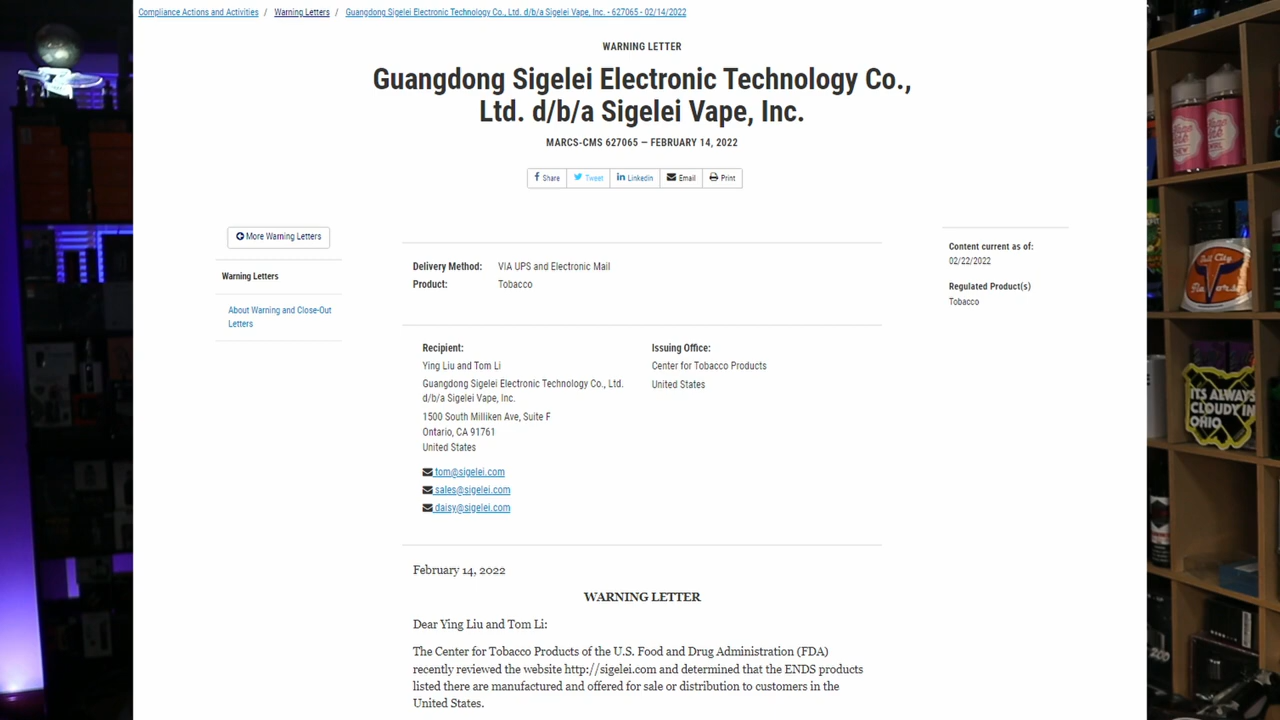 Compliance Actions and Activities / Warning Letters / Guangdong Sigelei Electronic Technology Co., Ltd. d/b/a Sigelei Vape, Inc. - 627065 - 02/14/2022
WARNING LETTER
Guangdong Sigelei Electronic Technology Co.,
Ltd. d/b/a Sigelei Vape, Inc.
MARCS-CMS 627065 — FEBRUARY 14, 2022
Share Tweet Linkedin Email Print
More Warning Letters
Warning Letters
About Warning and Close-Out
Letters
Delivery Method: VIA UPS and Electronic Mail
Product: Tobacco
Recipient:
Ying Liu and Tom Li
Guangdong Sigelei Electronic Technology Co., Ltd.
d/b/a Sigelei Vape, Inc.
1500 South Milliken Ave, Suite F
Ontario, CA 91761
United States
tom@sigelei.com
sales@sigelei.com
daisy@sigelei.com
Issuing Office:
Center for Tobacco Products
United States
Content current as of:
02/22/2022
Regulated Product(s)
Tobacco
February 14, 2022
WARNING LETTER
Dear Ying Liu and Tom Li:
The Center for Tobacco Products of the U.S. Food and Drug Administration (FDA)
recently reviewed the website http://sigelei.com and determined that the ENDS products
listed there are manufactured and offered for sale or distribution to customers in the
United States.
ITS ALWAYS
CLOUDY IN
OHIO
200